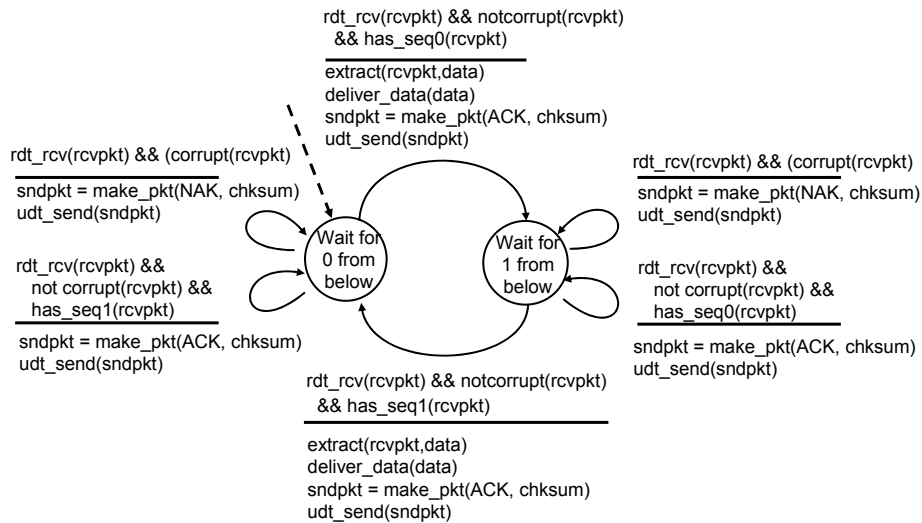 rdt_rcv(rcvpkt) && notcorrupt(rcvpkt)
&& has_seq0(rcvpkt)
extract(rcvpkt,data)
deliver_data(data)
sndpkt = make_pkt(ACK, chksum)
udt_send(sndpkt)
rdt_rcv(rcvpkt) && (corrupt(rcvpkt)
sndpkt = make_pkt(NAK, chksum)
udt_send(sndpkt)
rdt_rcv(rcvpkt) &&
not corrupt(rcvpkt) &&
has_seq1(rcvpkt)
sndpkt = make_pkt(ACK, chksum)
udt_send(sndpkt)
Wait for
0 from
below
Wait for
1 from
below
rdt_rcv(rcvpkt) && (corrupt(rcvpkt)
sndpkt = make_pkt(NAK, chksum)
udt_send(sndpkt)
rdt_rcv(rcvpkt) &&
not corrupt(rcvpkt) &&
has_seq0(rcvpkt)
sndpkt = make_pkt(ACK, chksum)
udt_send(sndpkt)
rdt_rcv(rcvpkt) && notcorrupt(rcvpkt)
&& has_seq1(rcvpkt)
extract(rcvpkt,data)
deliver_data(data)
sndpkt = make_pkt(ACK, chksum)
udt_send(sndpkt)